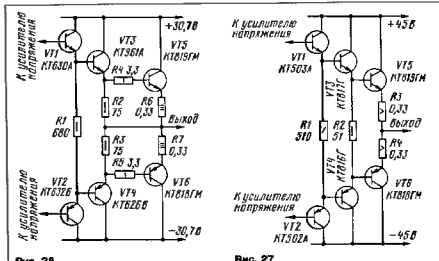 К усилителю
напряжения
VT1
КТ630А
VT3
КТ961А
+30,7В
VT5
КТ819ГМ
R4 3,3
R2
75
R6
0,33
R1
680
Выход
R3
75
R7
0,33
R5 3,3
VT2
КТ632Б
VT4
КТ626В
VT6
КТ818ГМ
К усилителю
напряжения
−30,7В
Рис. 26
К усилителю
напряжения
VT1
КТ503А
VT3
КТ817Г
+45В
VT5
КТ819ГМ
R3
0,33
R1
510
R2
51
Выход
R4
0,33
VT4
КТ816Г
VT6
КТ818ГМ
К усилителю
напряжения
VT2
КТ502А
−45В
Рис. 27